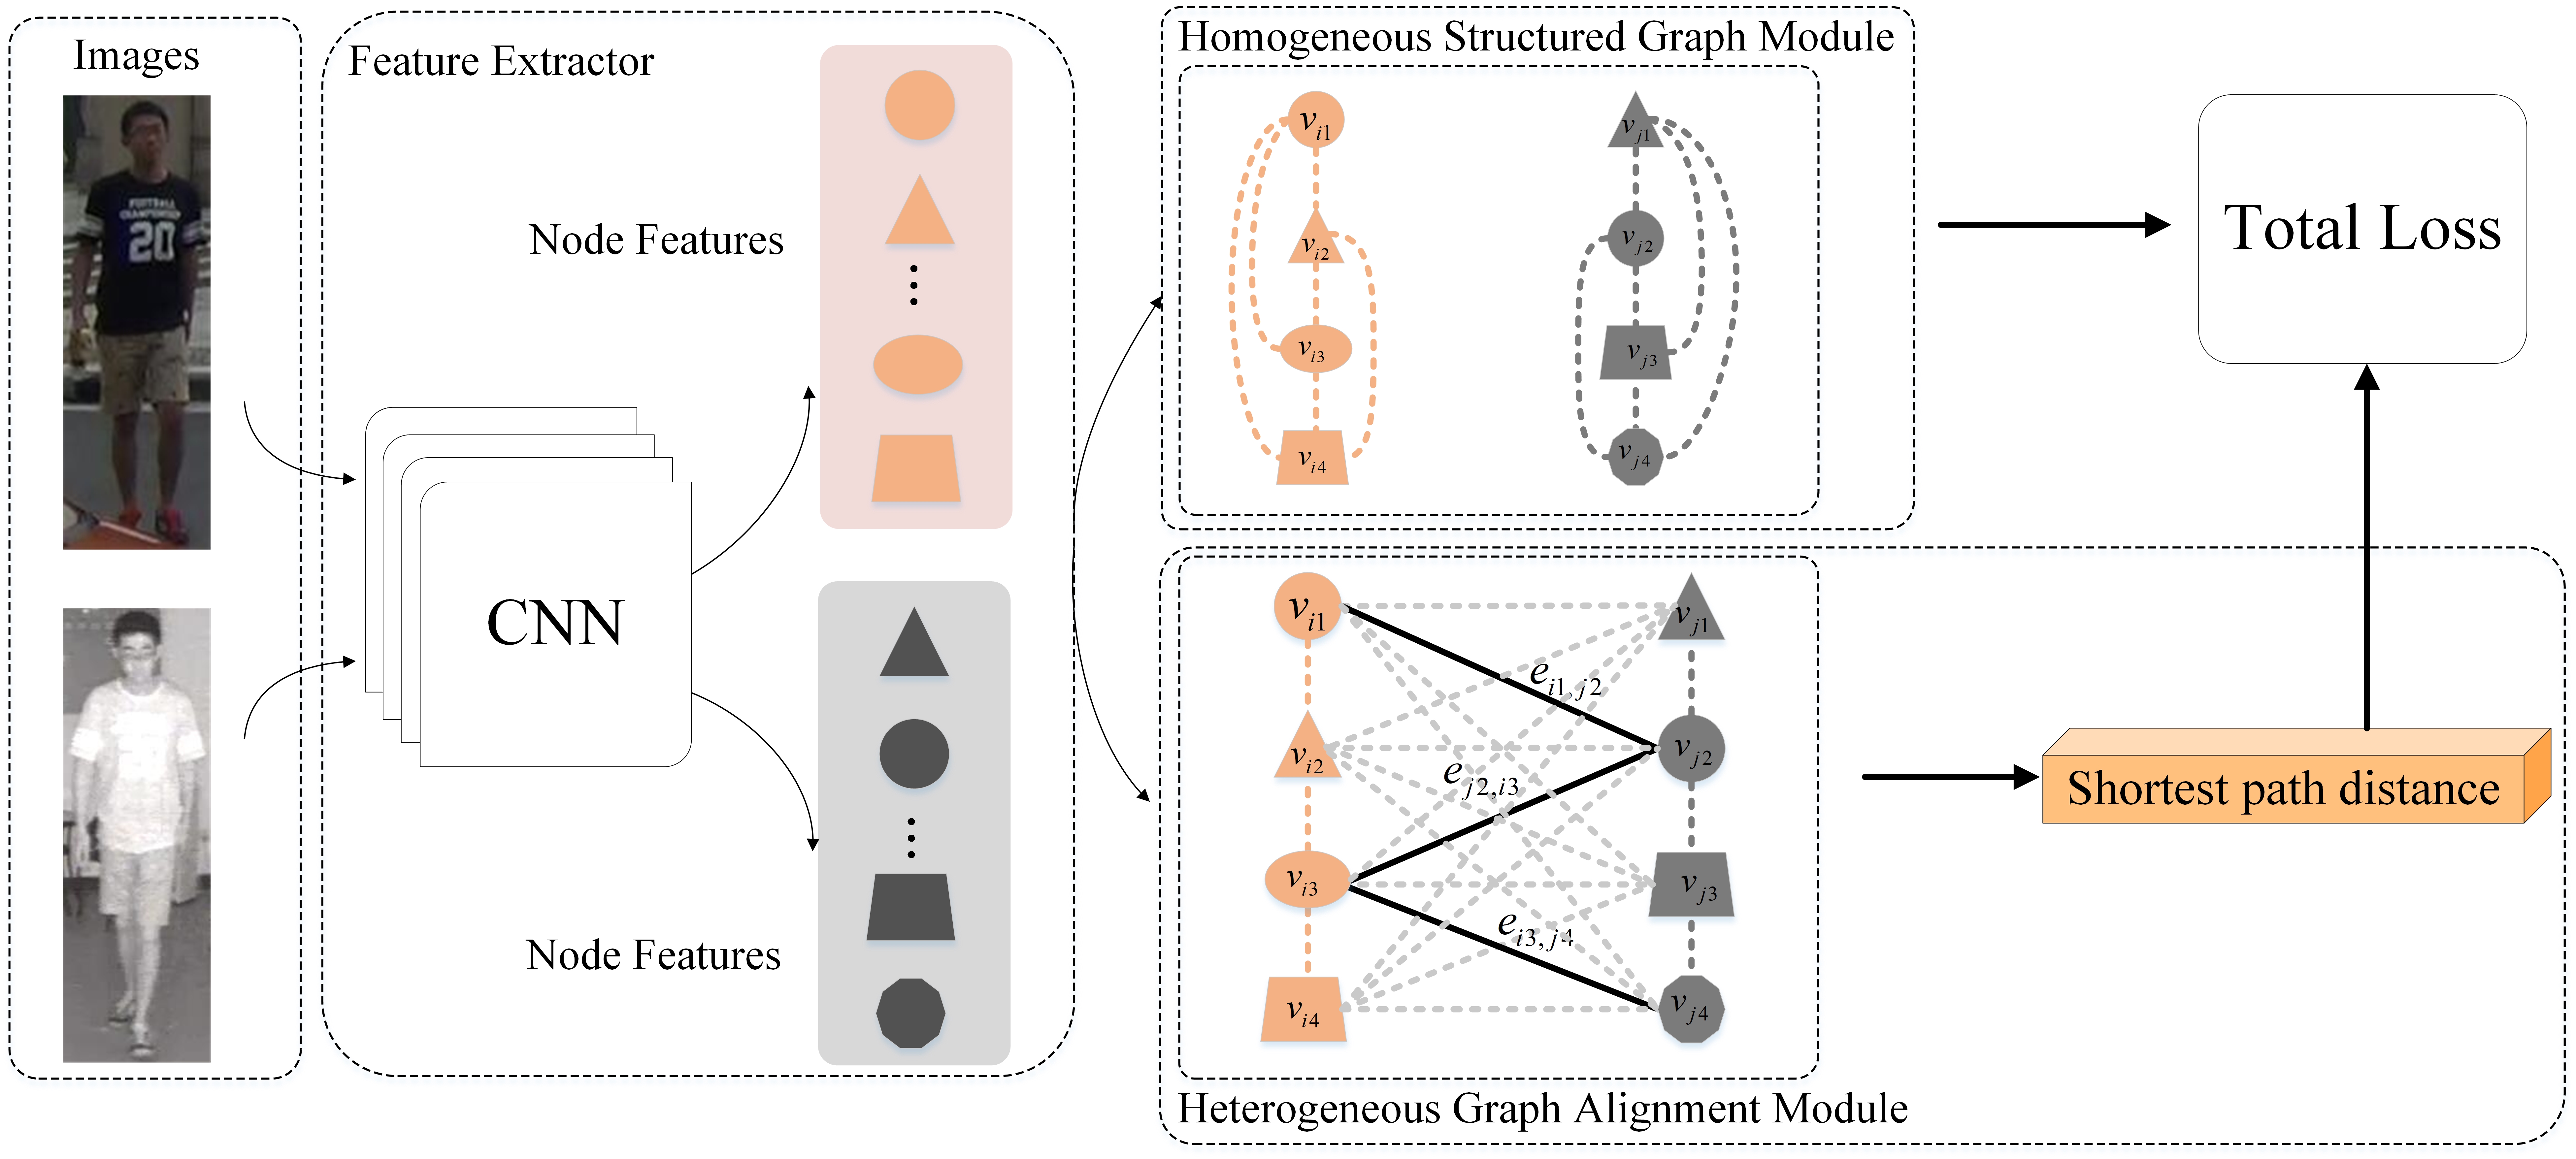 Images
FOOTBALL
CHAMPIONSHIP
20
Feature Extractor
Node Features
CNN
Node Features
Homogeneous Structured Graph Module
v_{i1}
v_{j1}
v_{i2}
v_{j2}
v_{i3}
v_{j3}
v_{i4}
v_{j4}
Total Loss
v_{i1}
v_{j1}
e_{i1,j2}
v_{i2}
v_{j2}
e_{j2,i3}
v_{i3}
v_{j3}
e_{i3,j4}
v_{i4}
v_{j4}
Shortest path distance
Heterogeneous Graph Alignment Module